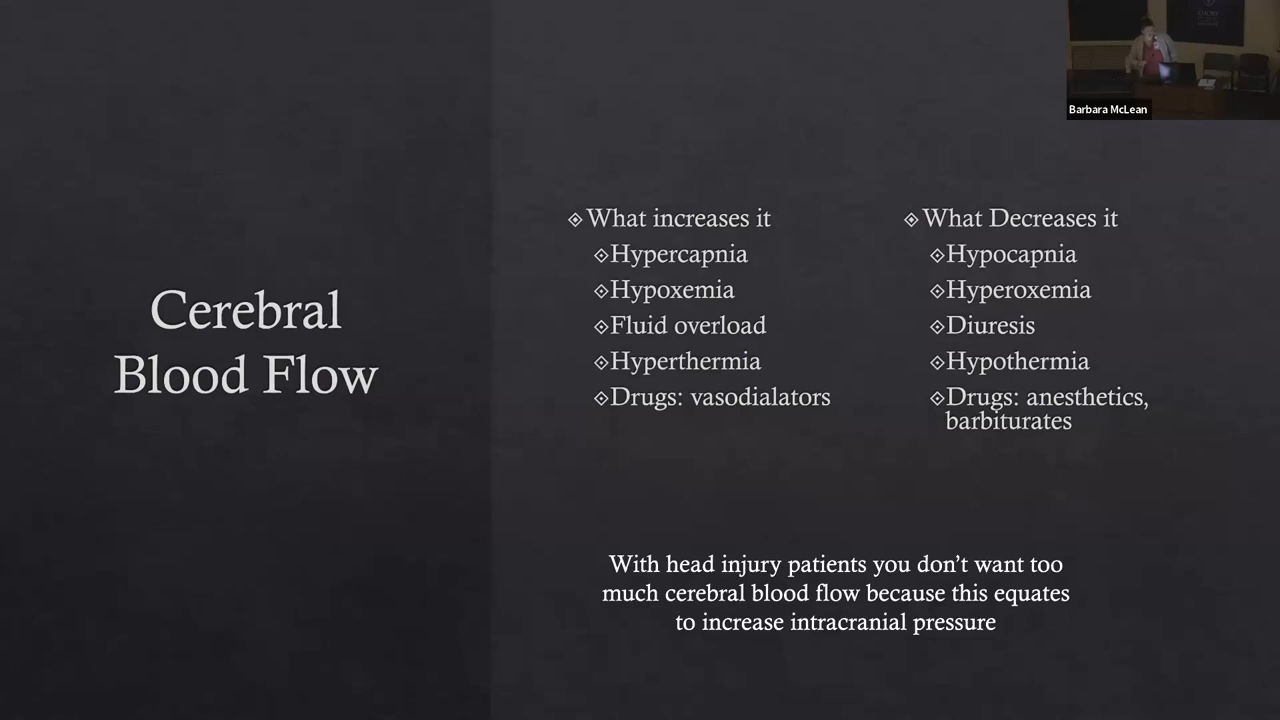 Barbara McLean
Cerebral
Blood Flow
What increases it
Hypercapnia
Hypoxemia
Fluid overload
Hyperthermia
Drugs: vasodialators
What Decreases it
Hypocapnia
Hyperoxemia
Diuresis
Hypothermia
Drugs: anesthetics,
barbiturates
With head injury patients you don't want too
much cerebral blood flow because this equates
to increase intracranial pressure